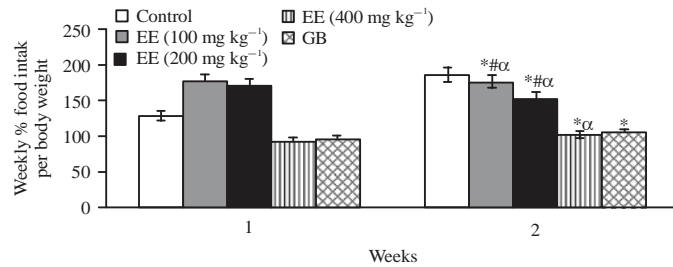 Control
EE (400 mg kg⁻¹)
EE (100 mg kg⁻¹)
GB
EE (200 mg kg⁻¹)
Weekly % food intak
per body weight
250
200
150
100
50
0
*#α
*#α
*α
*
1
2
Weeks